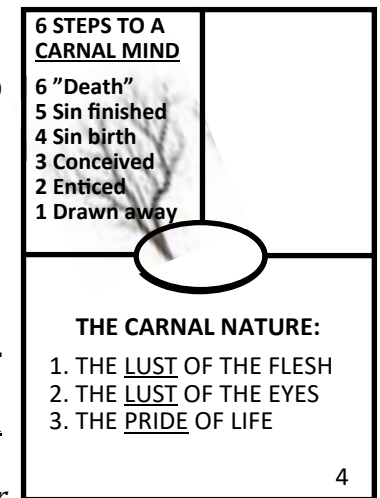 6 STEPS TO A
CARNAL MIND
6 ”Death”
5 Sin finished
4 Sin birth
3 Conceived
2 Enticed
1 Drawn away
THE CARNAL NATURE:
1. THE LUST OF THE FLESH
2. THE LUST OF THE EYES
3. THE PRIDE OF LIFE
4